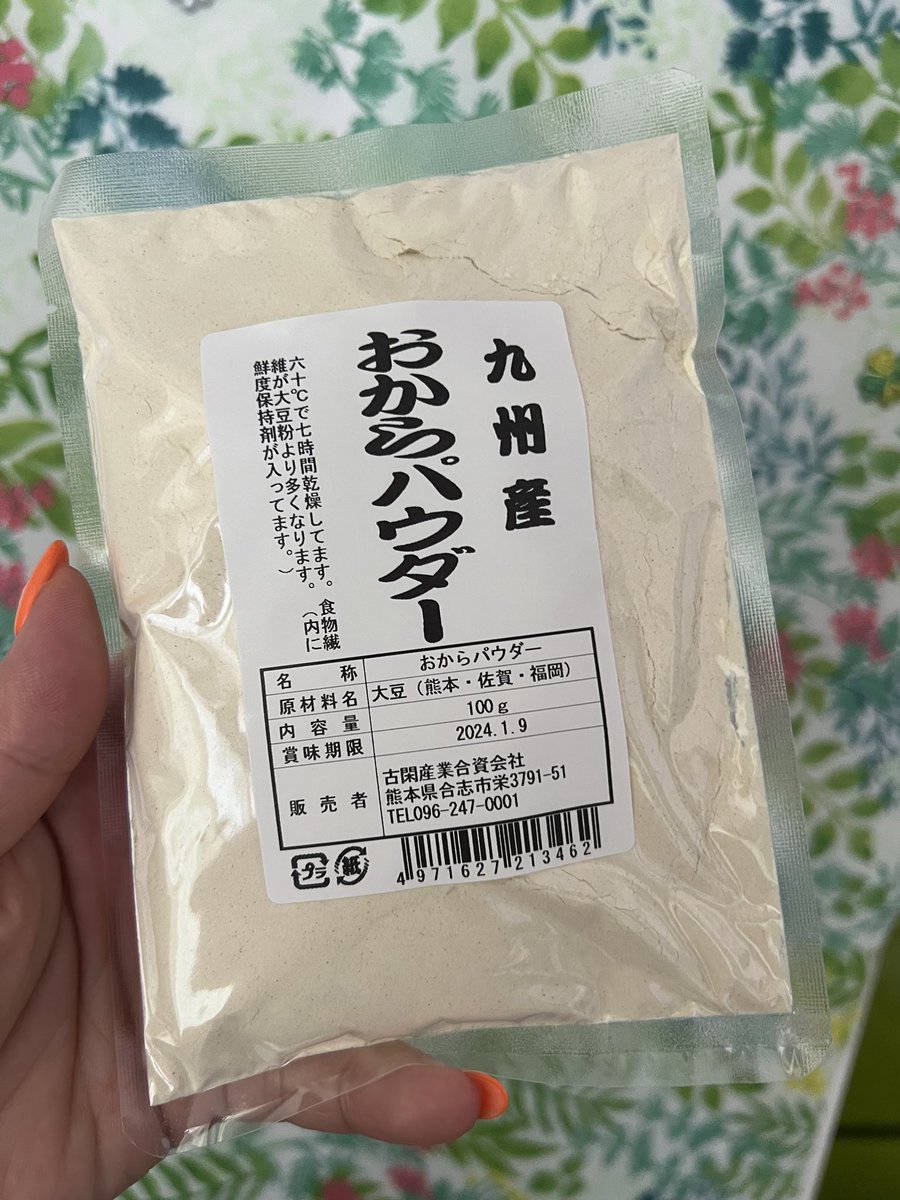 九州産
おからパウダー
六十℃で七時間乾燥してます。食物繊
維が大豆粉より多くなります。（内に
鮮度保持剤が入ってます。）
名称 おからパウダー
原材料名 大豆（熊本・佐賀・福岡）
内容量 100ｇ
賞味期限 2024.1.9
販売者 古閑産業合資会社
熊本県合志市栄3791-51
TEL096-247-0001
プラ 紙
4971627213462